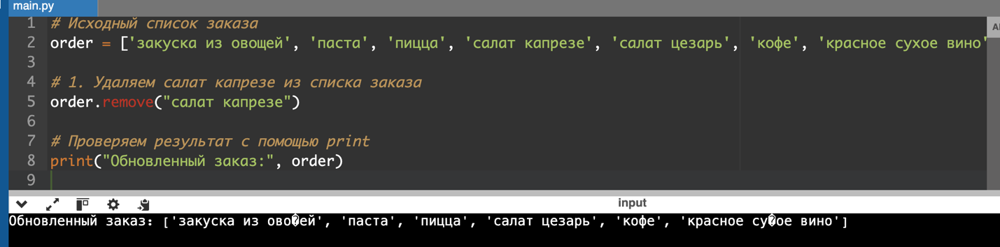 main.py
1 # Исходный список заказа
2 order = ['закуска из овощей', 'паста', 'пицца', 'салат капрезе', 'салат цезарь', 'кофе', 'красное сухое вино'
3
4 # 1. Удаляем салат капрезе из списка заказа
5 order.remove("салат капрезе")
6
7 # Проверяем результат с помощью print
8 print("Обновленный заказ:", order)
9
input
Обновленный заказ: ['закуска из ово�ей', 'паста', 'пицца', 'салат цезарь', 'кофе', 'красное су�ое вино']